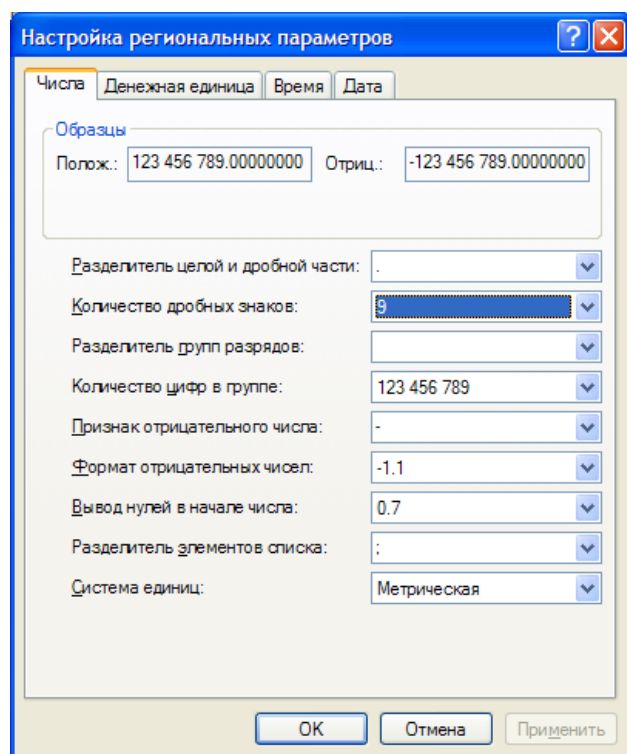 Настройка региональных параметров
Числа Денежная единица Время Дата
Образцы
Полож.: 123 456 789.00000000 Отриц.: -123 456 789.00000000
Разделитель целой и дробной части: .
Количество дробных знаков: 9
Разделитель групп разрядов:
Количество цифр в группе: 123 456 789
Признак отрицательного числа: -
Формат отрицательных чисел: -1.1
Вывод нулей в начале числа: 0.7
Разделитель элементов списка: ;
Система единиц: Метрическая
OK Отмена Применить